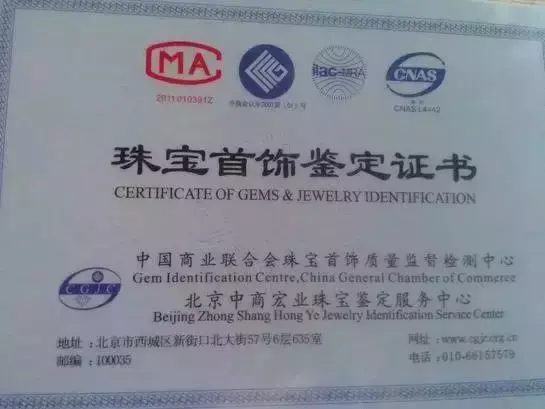 MA
2011010391Z
ilac-MRA
CNAS
CNAS L4442
珠宝首饰鉴定证书
CERTIFICATE OF GEMS & JEWELRY IDENTIFICATION
中国商业联合会珠宝首饰质量监督检测中心
Gem Identification Centre,China General Chamber of Commerce
CGJC
北京中商宏业珠宝鉴定服务中心
Beijing Zhong Shang Hong Ye Jewelry Identification Service Center
地址:北京市西城区新街口北大街57号6层635室
网址:www.cgjc.org.cn
邮编:100035
电话:010-66157579